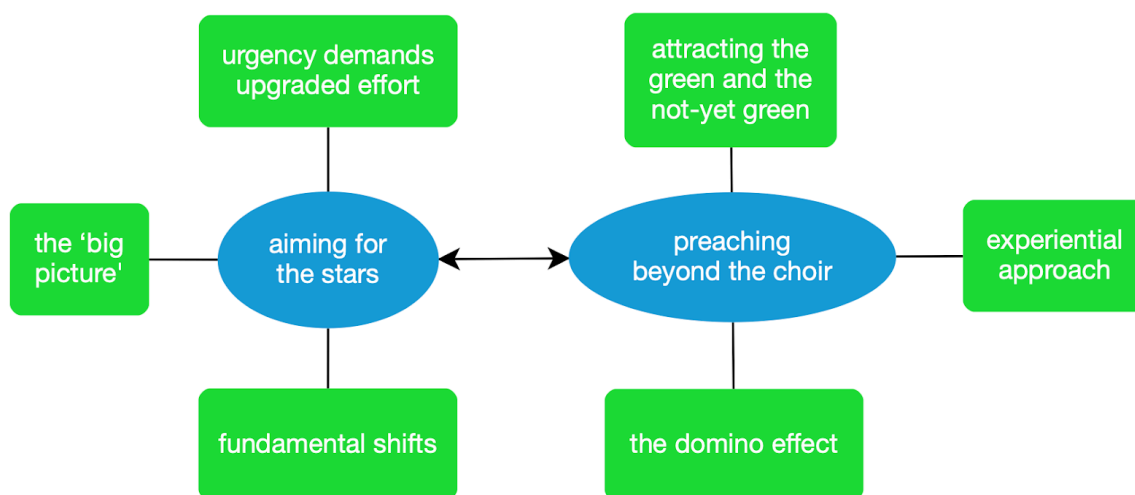 urgency demands
upgraded effort
attracting the
green and the
not-yet green
the ‘big
picture'
aiming for
the stars
preaching
beyond the choir
experiential
approach
fundamental shifts
the domino effect